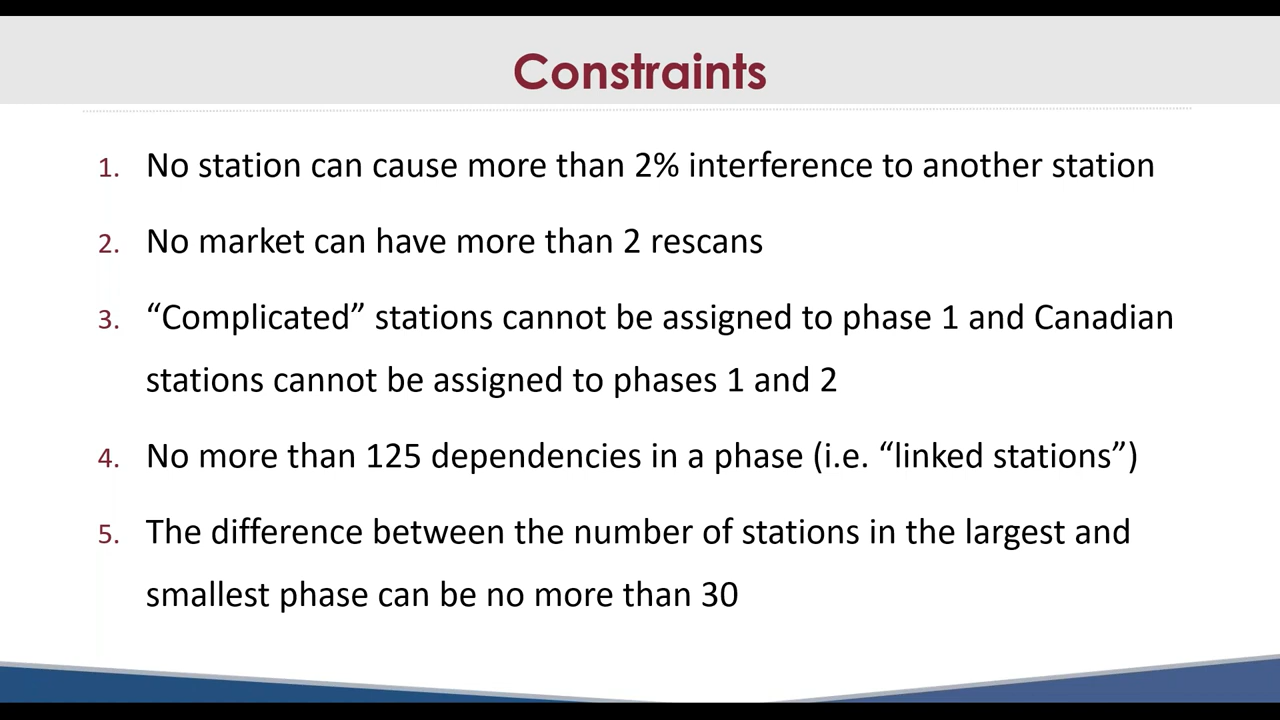 Constraints
1. No station can cause more than 2% interference to another station
2. No market can have more than 2 rescans
3. “Complicated” stations cannot be assigned to phase 1 and Canadian
stations cannot be assigned to phases 1 and 2
4. No more than 125 dependencies in a phase (i.e. “linked stations”)
5. The difference between the number of stations in the largest and
smallest phase can be no more than 30